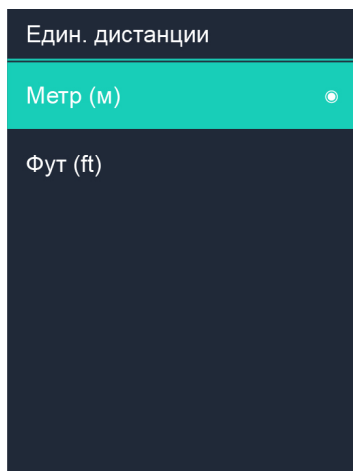 Един. дистанции
Метр (м)
Фут (ft)